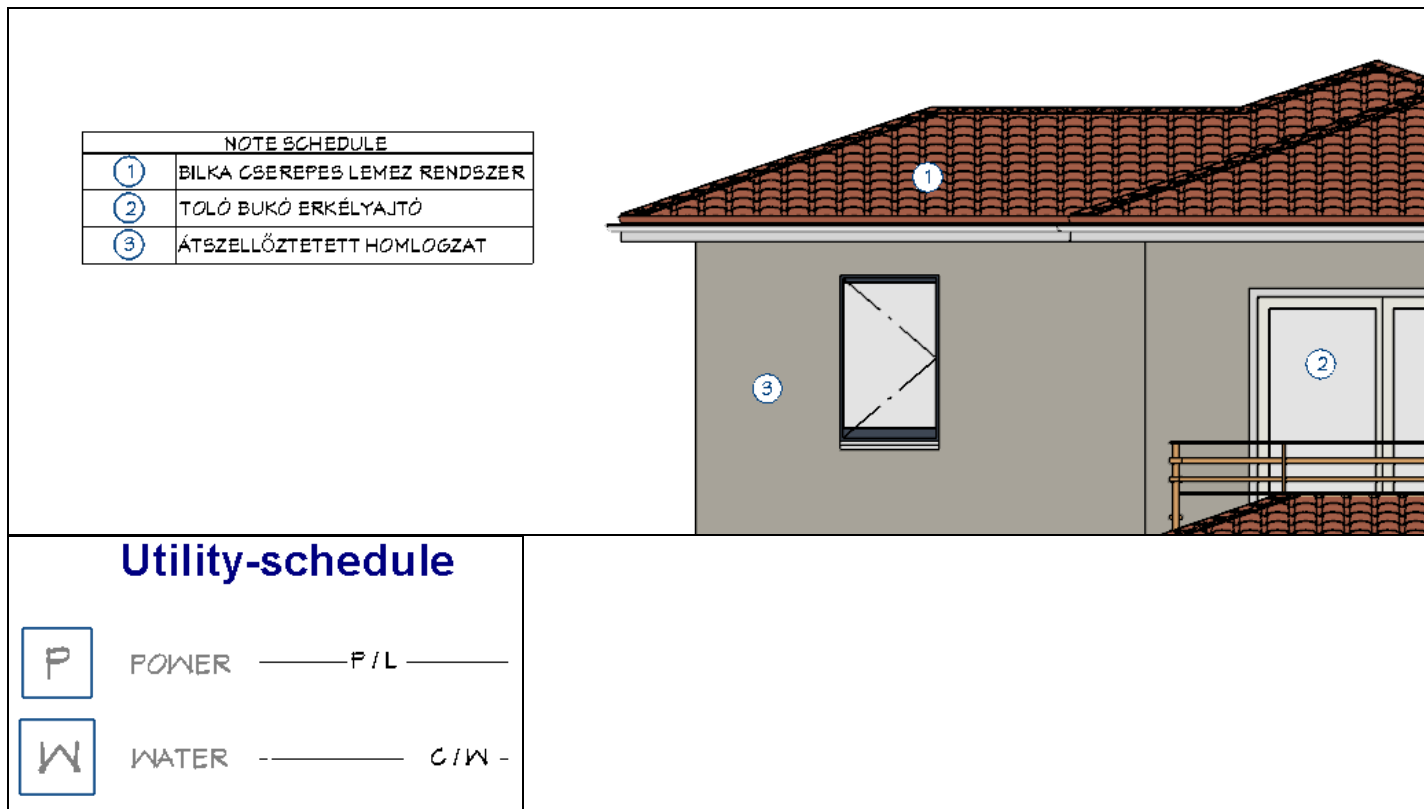 NOTE SCHEDULE
1 BILKA CSEREPES LEMEZ RENDSZER
2 TOLÓ BUKÓ ERKÉLYAJTÓ
3 ÁTSZELLŐZTETETT HOMLOGZAT
1
2
3
Utility-schedule
P POWER P/L
W WATER C/W